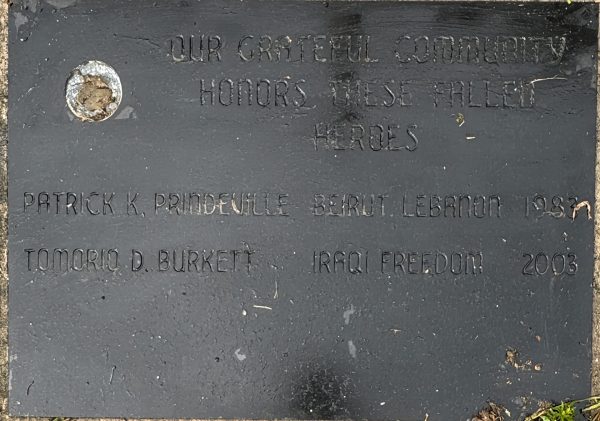 OUR GRATEFUL COMMUNITY
HONORS THESE FALLEN
HEROES
PATRICK K. PRINDEVILLE BEIRUT LEBANON 1983
TOMORIO D. BURKETT IRAQI FREEDOM 2003